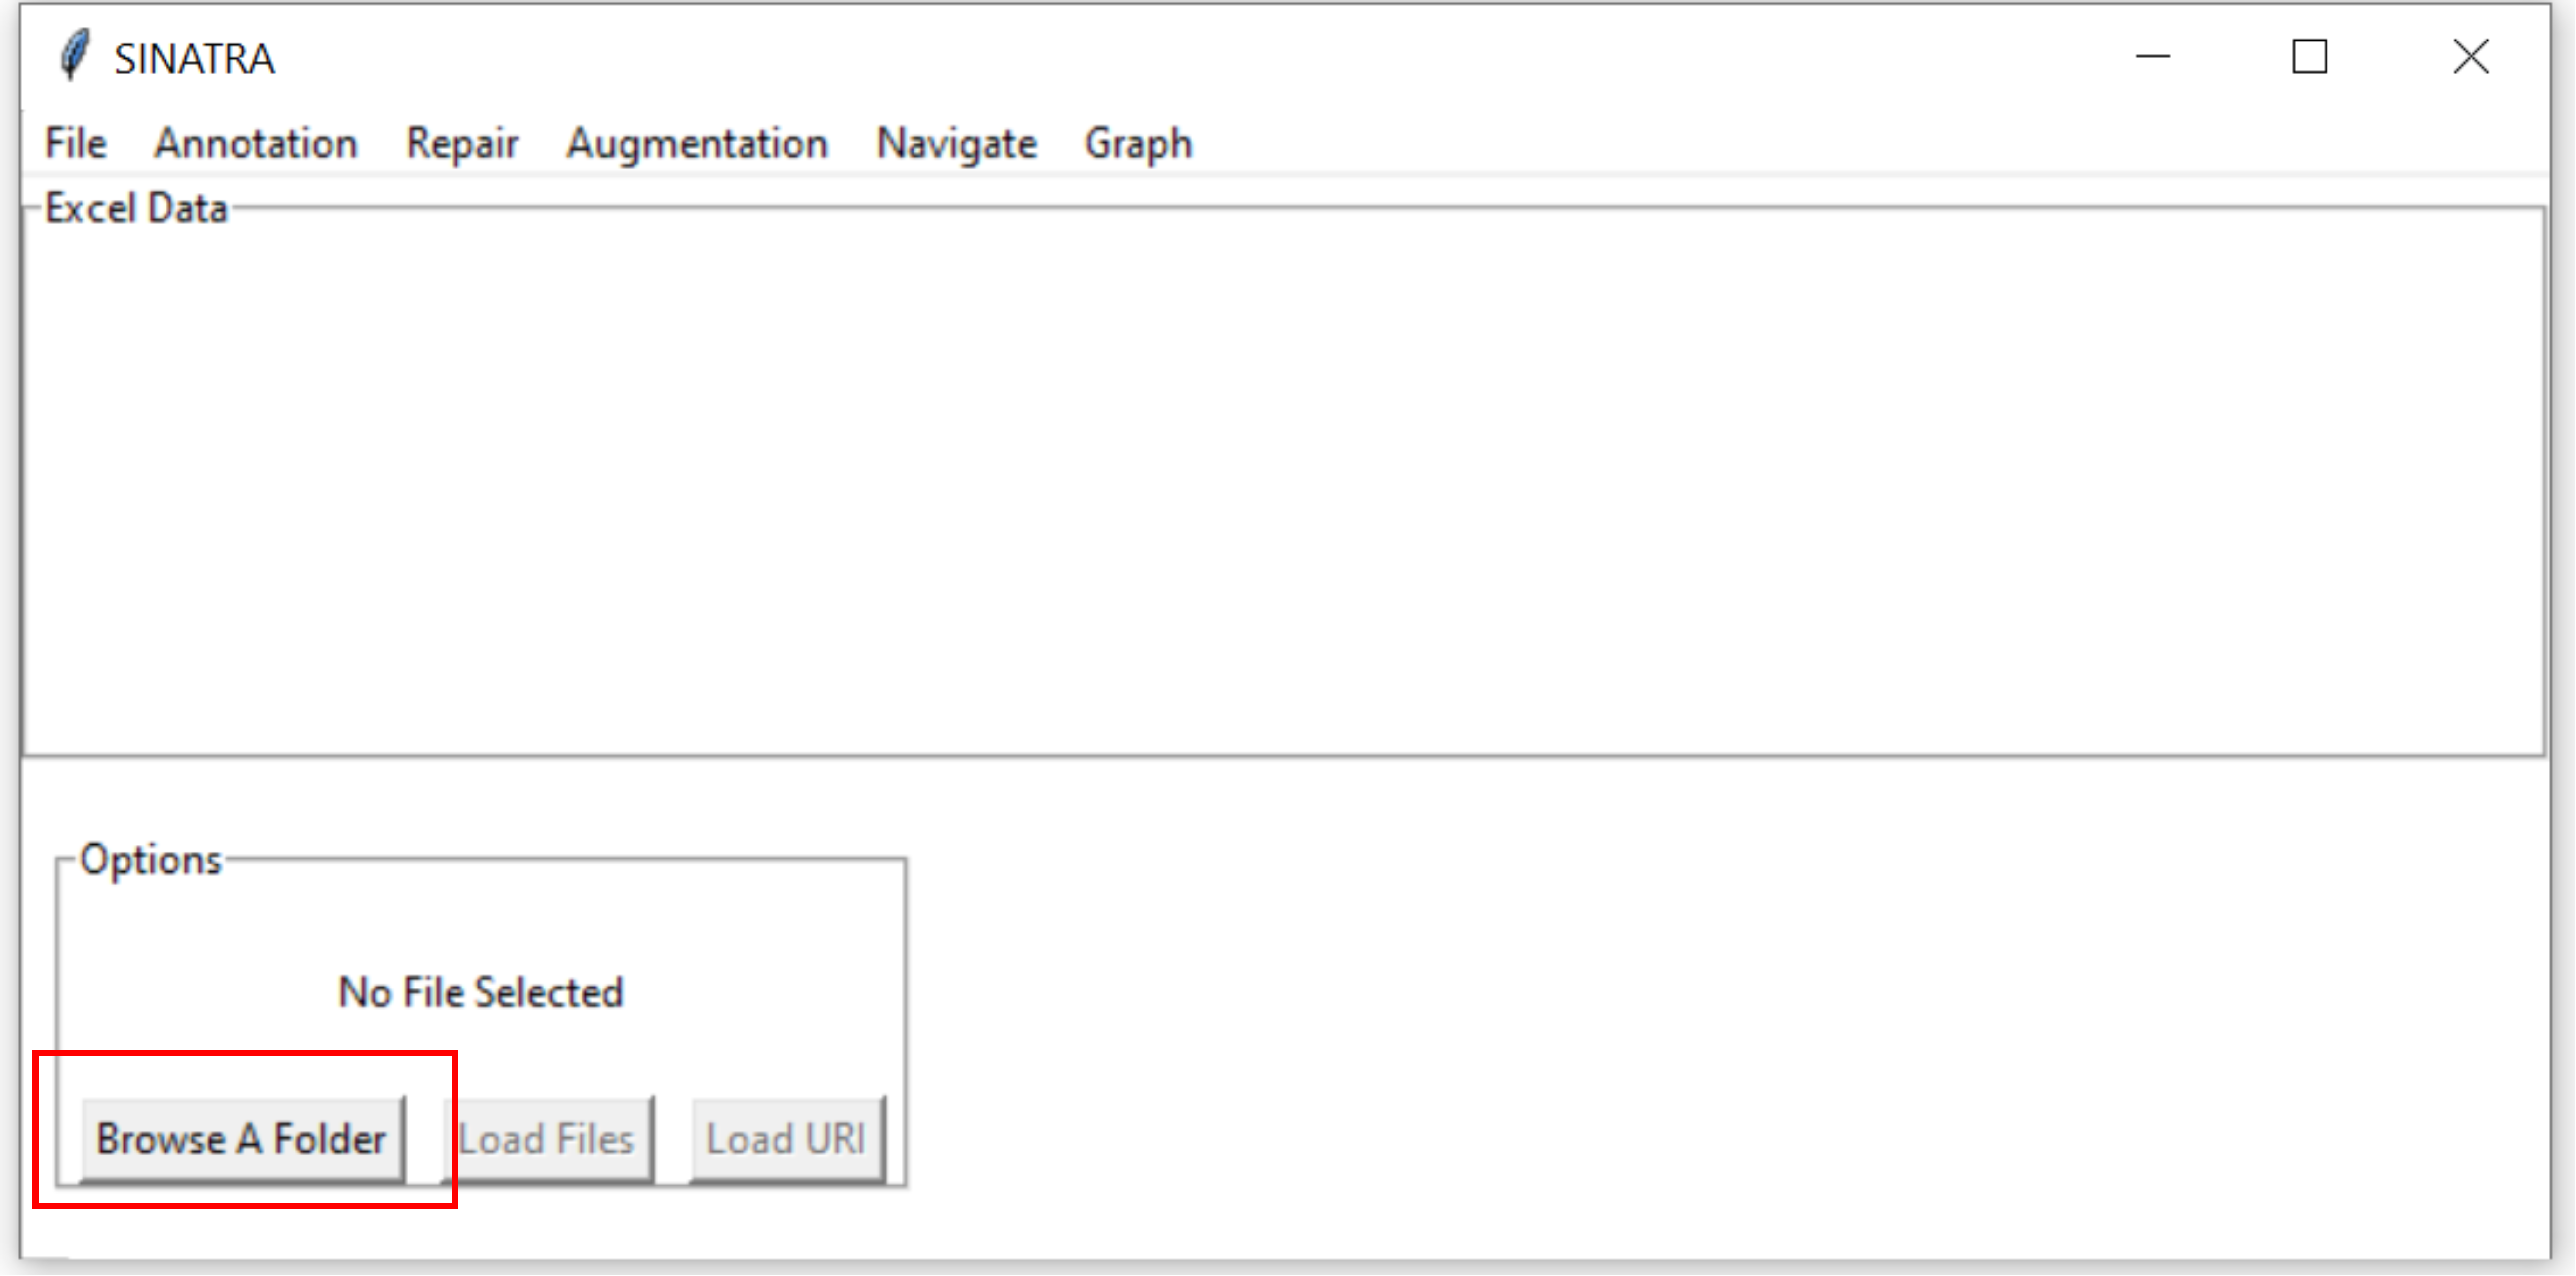 SINATRA
File Annotation Repair Augmentation Navigate Graph
Excel Data
Options
No File Selected
Browse A Folder Load Files Load URI